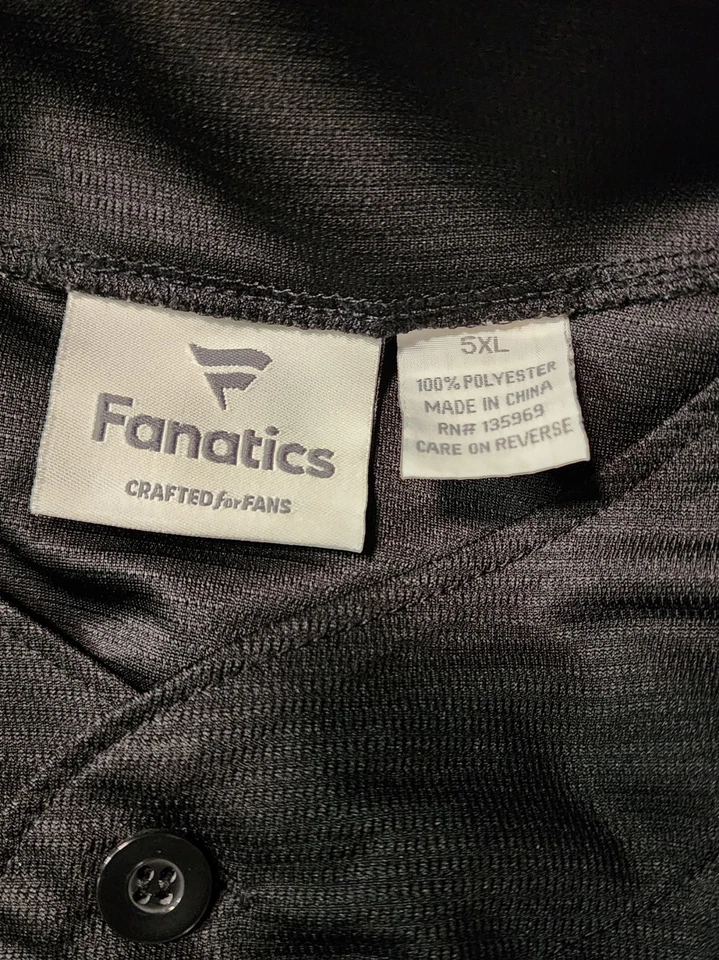 Fanatics
CRAFTED for FANS
5XL
100% POLYESTER
MADE IN CHINA
RN# 135969
CARE ON REVERSE